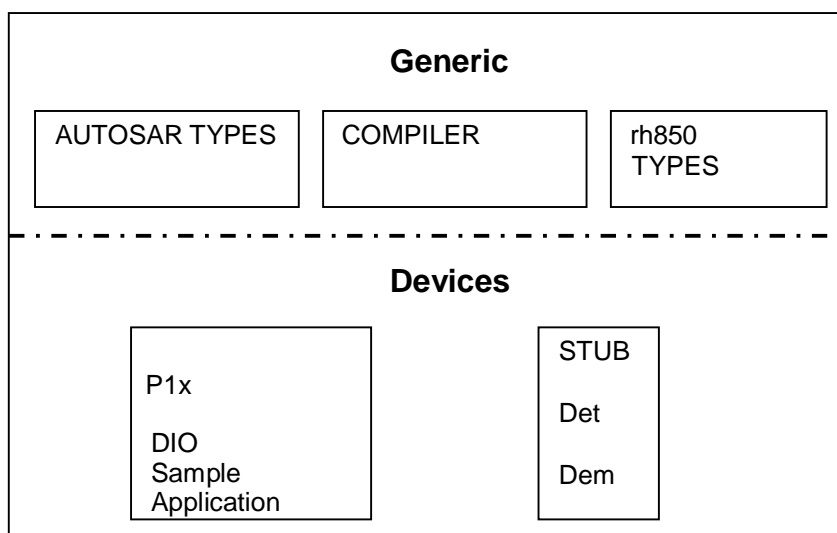 Generic
AUTOSAR TYPES
COMPILER
rh850
TYPES
Devices
P1x
DIO
Sample
Application
STUB
Det
Dem